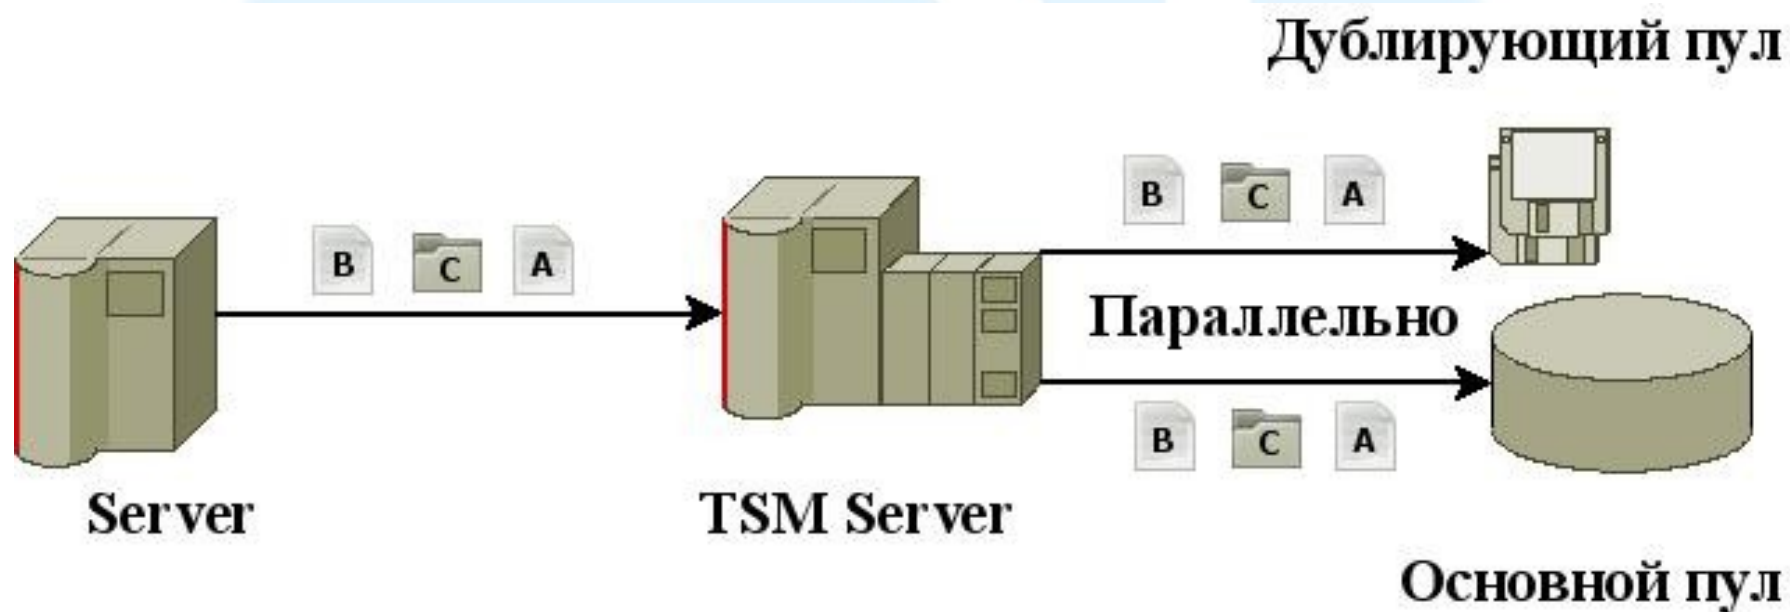 Дублирующий пул
B C A
B C A
Параллельно
B C A
Server
TSM Server
Основной пул